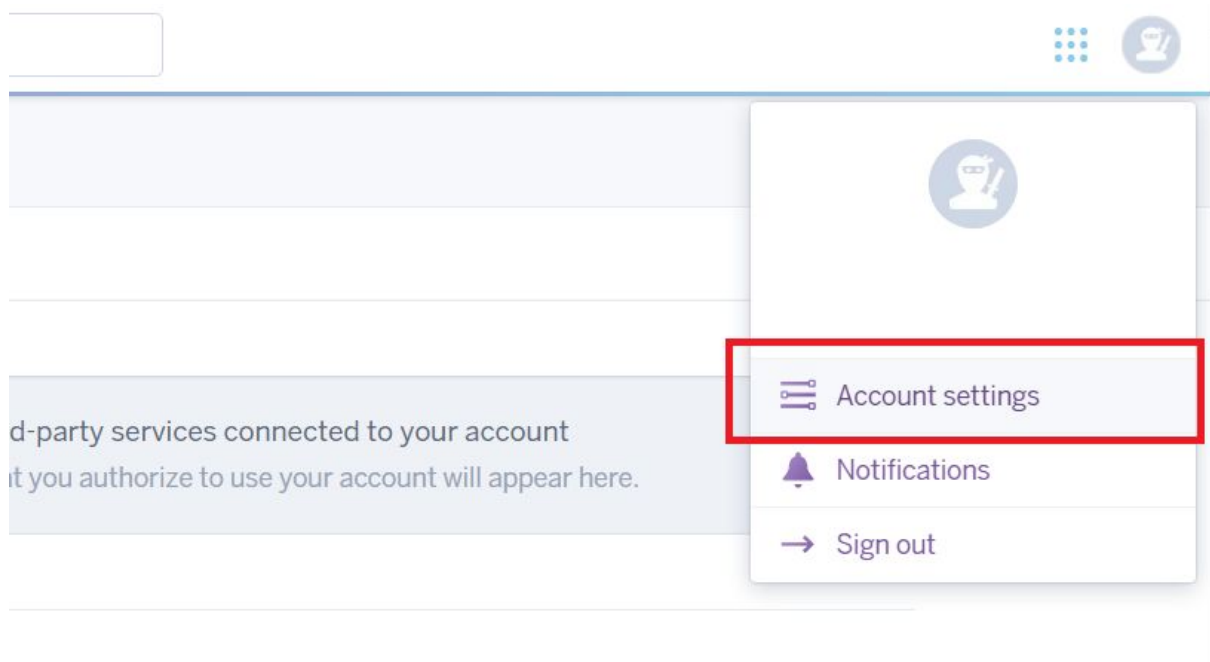 d-party services connected to your account
t you authorize to use your account will appear here.
Account settings
Notifications
Sign out